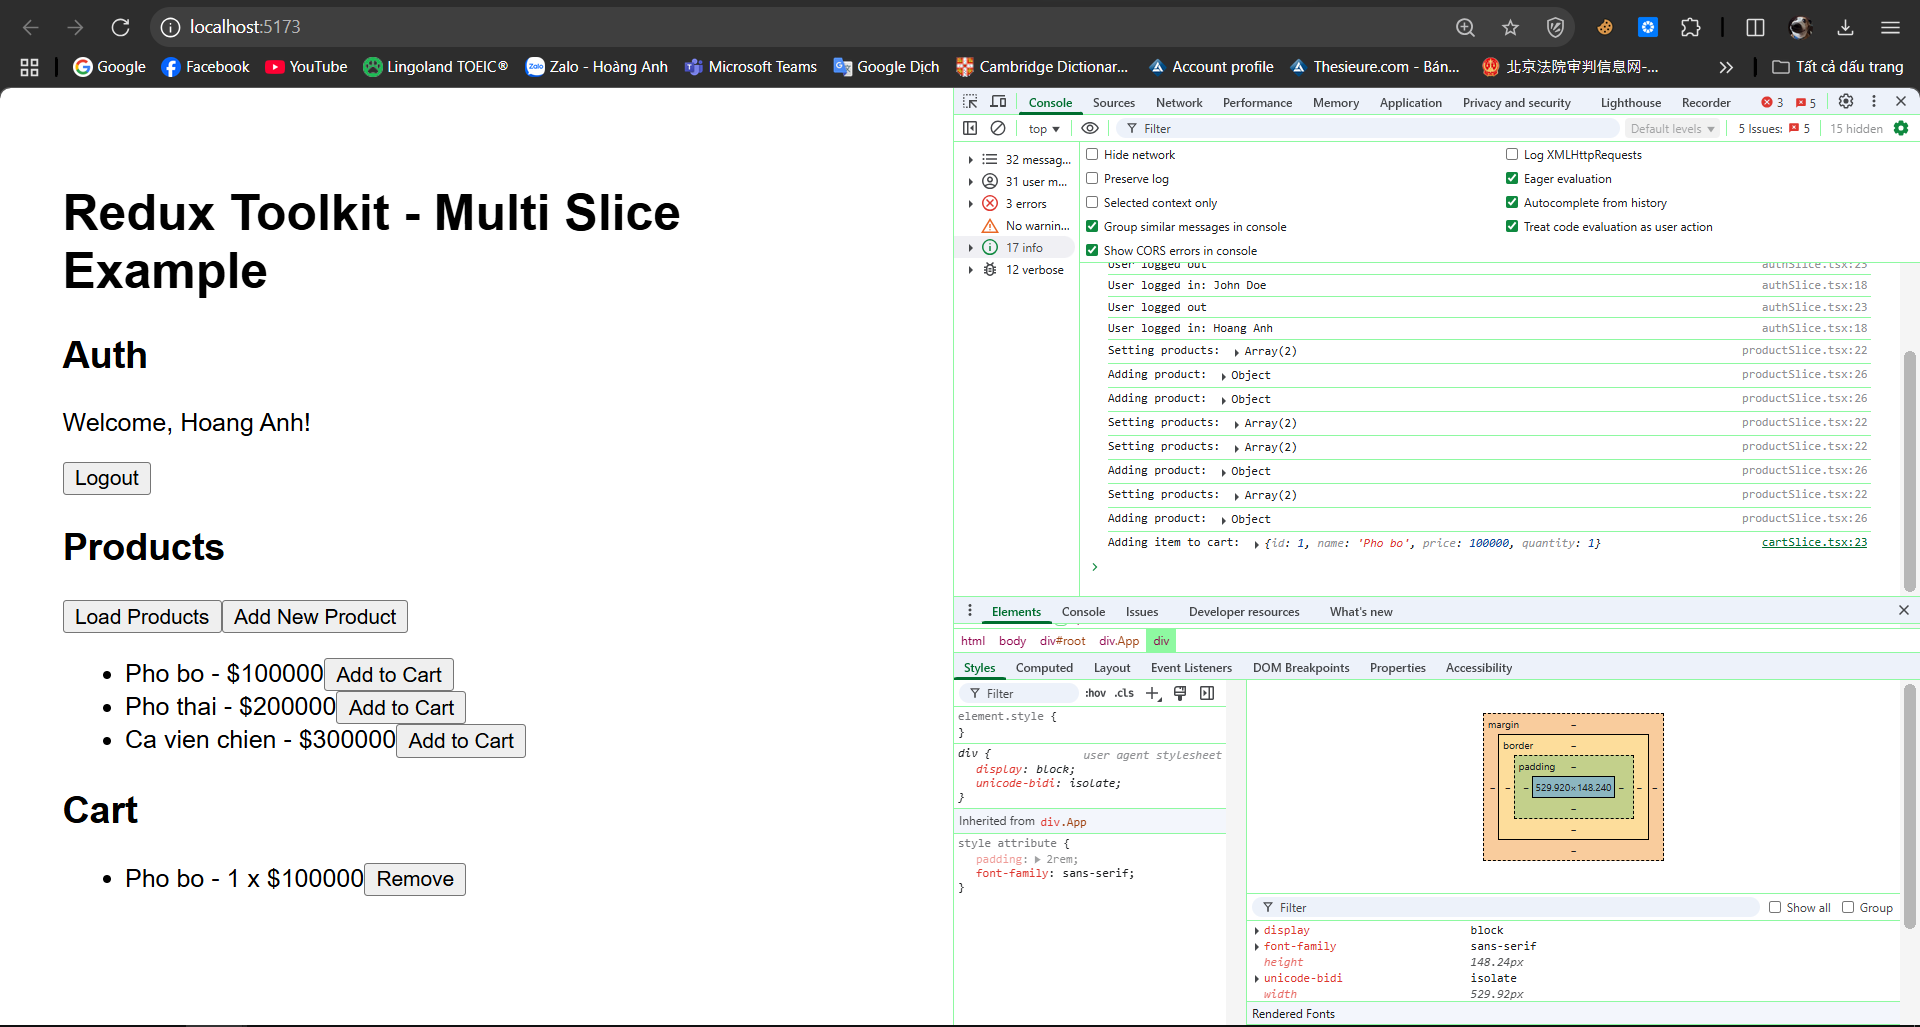 localhost:5173
Google Facebook YouTube Lingoland TOEIC® Zalo - Hoàng Anh Microsoft Teams Google Dịch Cambridge Dictionar... Account profile Thesieure.com - Bán... 北京法院审判信息网-... Tất cả dấu trang
Redux Toolkit - Multi Slice
Example
Auth
Welcome, Hoang Anh!
Logout
Products
Load Products Add New Product
• Pho bo - $100000 Add to Cart
• Pho thai - $200000 Add to Cart
• Ca vien chien - $300000 Add to Cart
Cart
• Pho bo - 1 x $100000 Remove
Console Sources Network Performance Memory Application Privacy and security Lighthouse Recorder 3 5
top Filter Default levels 5 Issues: 5 15 hidden
32 messag...
31 user m...
3 errors
No warnin...
17 info
12 verbose
Hide network Log XMLHttpRequests
Preserve log Eager evaluation
Selected context only Autocomplete from history
Group similar messages in console Treat code evaluation as user action
Show CORS errors in console
User logged out authSlice.tsx:23
User logged in: John Doe authSlice.tsx:18
User logged out authSlice.tsx:23
User logged in: Hoang Anh authSlice.tsx:18
Setting products: Array(2) productSlice.tsx:22
Adding product: Object productSlice.tsx:26
Adding product: Object productSlice.tsx:26
Setting products: Array(2) productSlice.tsx:22
Setting products: Array(2) productSlice.tsx:22
Adding product: Object productSlice.tsx:26
Setting products: Array(2) productSlice.tsx:22
Adding product: Object productSlice.tsx:26
Adding item to cart: {id: 1, name: 'Pho bo', price: 100000, quantity: 1} cartSlice.tsx:23
Elements Console Issues Developer resources What's new
html body div#root div.App div
Styles Computed Layout Event Listeners DOM Breakpoints Properties Accessibility
Filter :hov .cls
element.style {
}
div { user agent stylesheet
display: block;
unicode-bidi: isolate;
}
Inherited from div.App
style attribute {
padding: 2rem;
font-family: sans-serif;
}
margin –
border –
padding –
– – – 529.920×148.240 – – –
–
–
–
Filter Show all Group
display block
font-family sans-serif
height 148.24px
unicode-bidi isolate
width 529.92px
Rendered Fonts